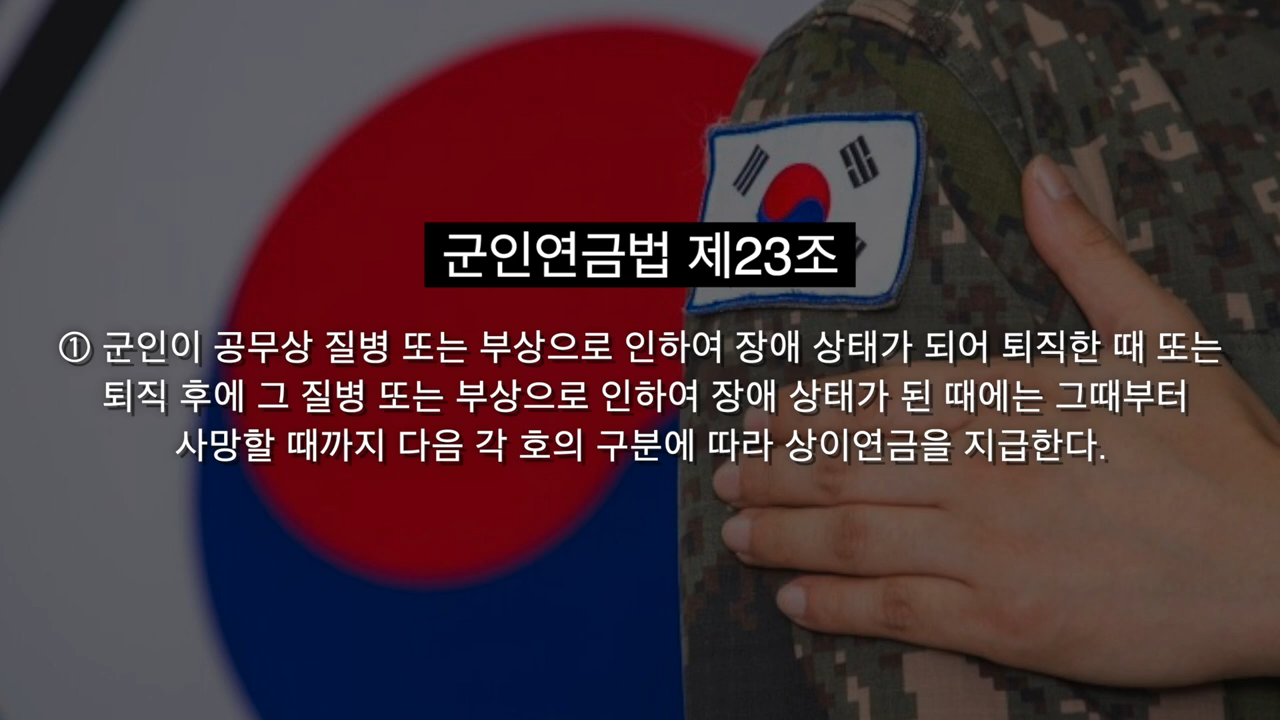 군인연금법 제23조
① 군인이 공무상 질병 또는 부상으로 인하여 장애 상태가 되어 퇴직한 때 또는
퇴직 후에 그 질병 또는 부상으로 인하여 장애 상태가 된 때에는 그때부터
사망할 때까지 다음 각 호의 구분에 따라 상이연금을 지급한다.